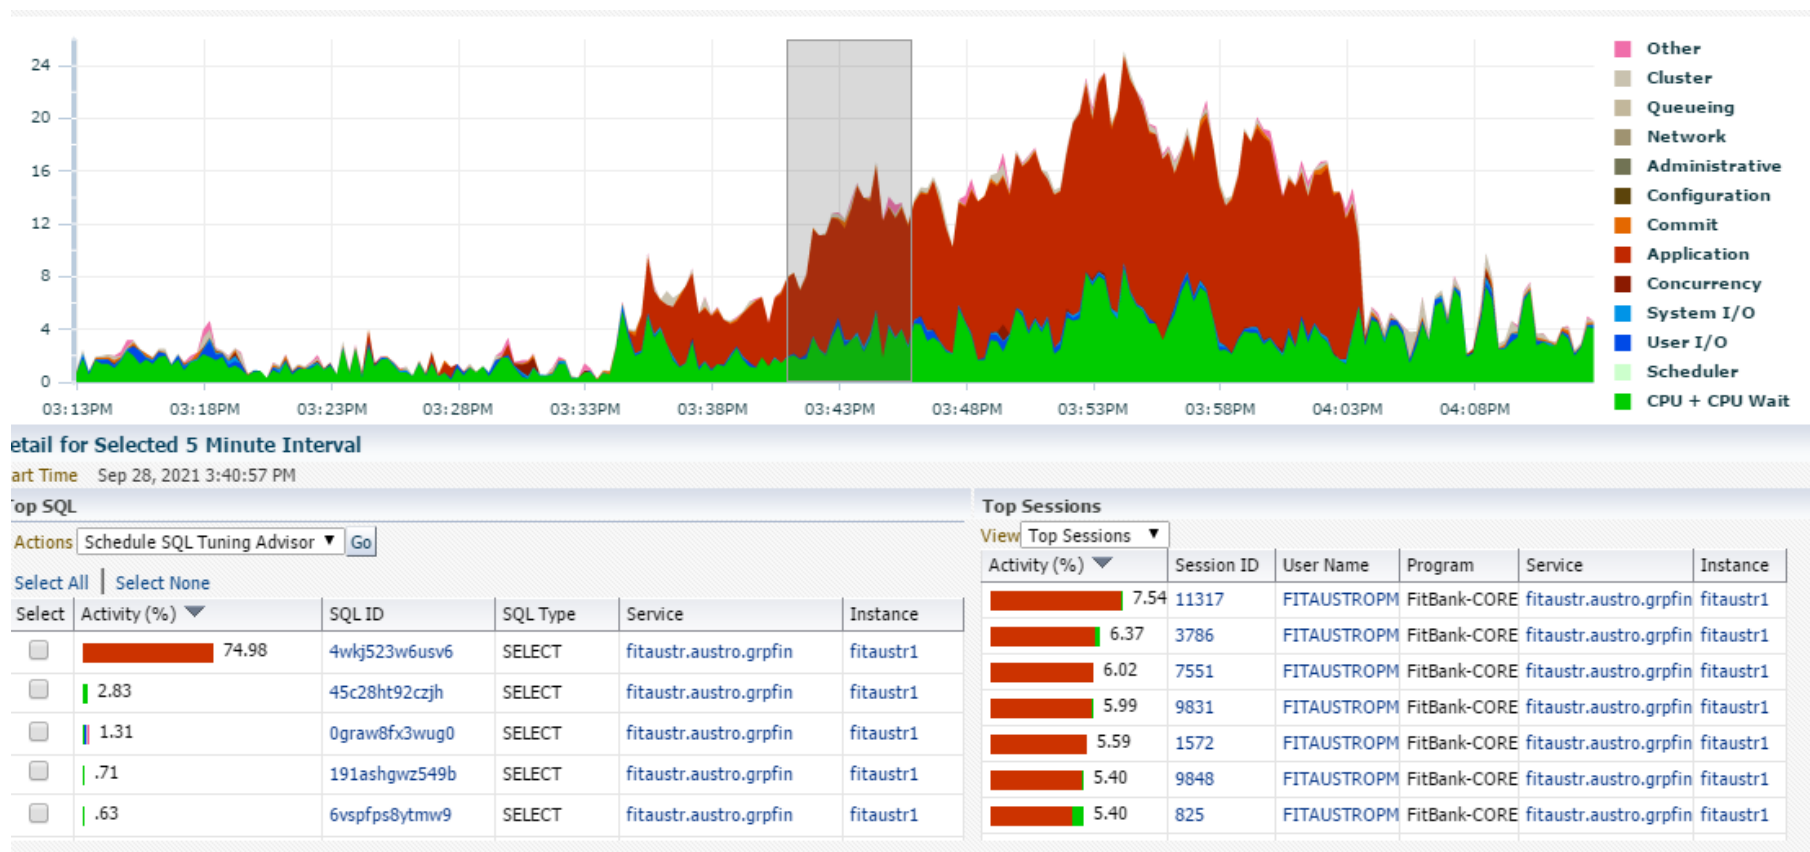 24
20
16
12
8
4
0
03:13PM 03:18PM 03:23PM 03:28PM 03:33PM 03:38PM 03:43PM 03:48PM 03:53PM 03:58PM 04:03PM 04:08PM
Other
Cluster
Queueing
Network
Administrative
Configuration
Commit
Application
Concurrency
System I/O
User I/O
Scheduler
CPU + CPU Wait
etail for Selected 5 Minute Interval
art Time Sep 28, 2021 3:40:57 PM
op SQL
Actions Schedule SQL Tuning Advisor ▼ Go
Select All | Select None
Select Activity (%) SQL ID SQL Type Service Instance
74.98 4wkj523w6usv6 SELECT fitaustr.austro.grpfin fitaustr1
2.83 45c28ht92czjh SELECT fitaustr.austro.grpfin fitaustr1
1.31 0graw8fx3wug0 SELECT fitaustr.austro.grpfin fitaustr1
.71 191ashgwz549b SELECT fitaustr.austro.grpfin fitaustr1
.63 6vspfps8ytmw9 SELECT fitaustr.austro.grpfin fitaustr1
Top Sessions
View Top Sessions ▼
Activity (%) Session ID User Name Program Service Instance
7.54 11317 FITAUSTROPM FitBank-CORE fitaustr.austro.grpfin fitaustr1
6.37 3786 FITAUSTROPM FitBank-CORE fitaustr.austro.grpfin fitaustr1
6.02 7551 FITAUSTROPM FitBank-CORE fitaustr.austro.grpfin fitaustr1
5.99 9831 FITAUSTROPM FitBank-CORE fitaustr.austro.grpfin fitaustr1
5.59 1572 FITAUSTROPM FitBank-CORE fitaustr.austro.grpfin fitaustr1
5.40 9848 FITAUSTROPM FitBank-CORE fitaustr.austro.grpfin fitaustr1
5.40 825 FITAUSTROPM FitBank-CORE fitaustr.austro.grpfin fitaustr1